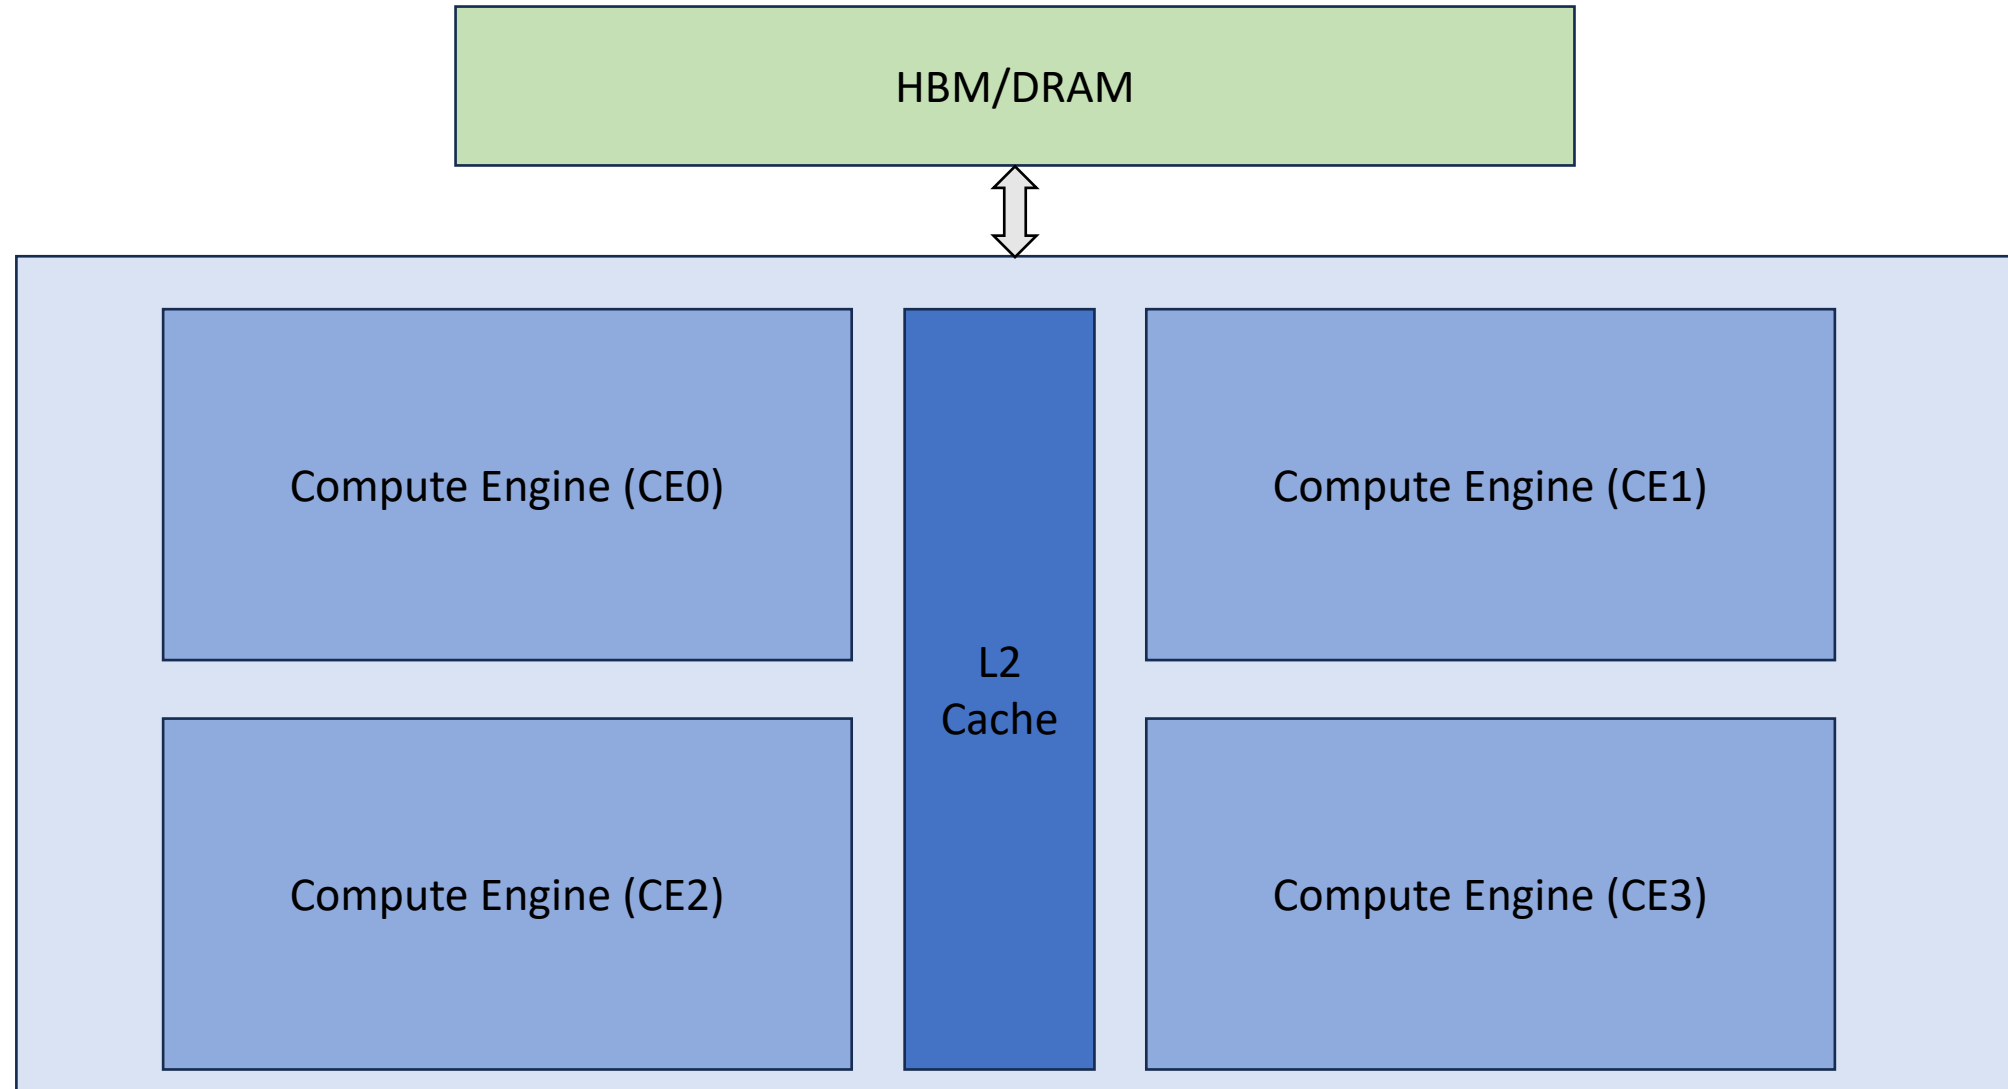 HBM/DRAM
Compute Engine (CE0)
Compute Engine (CE1)
L2
Cache
Compute Engine (CE2)
Compute Engine (CE3)